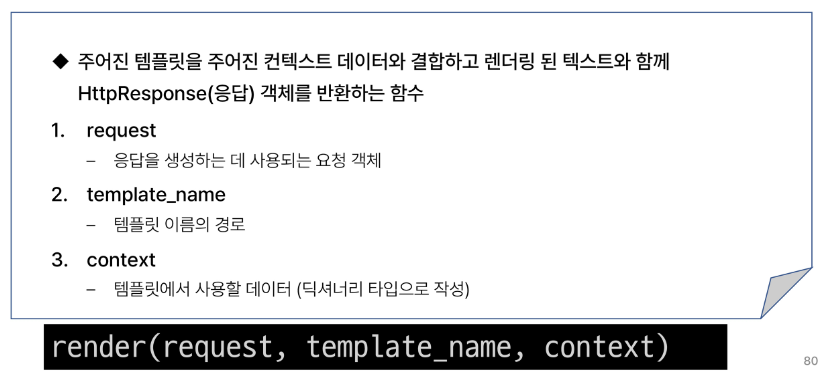 ◆ 주어진 템플릿을 주어진 컨텍스트 데이터와 결합하고 렌더링 된 텍스트와 함께
HttpResponse(응답) 객체를 반환하는 함수
1. request
– 응답을 생성하는 데 사용되는 요청 객체
2. template_name
– 템플릿 이름의 경로
3. context
– 템플릿에서 사용할 데이터 (딕셔너리 타입으로 작성)
render(request, template_name, context)
80